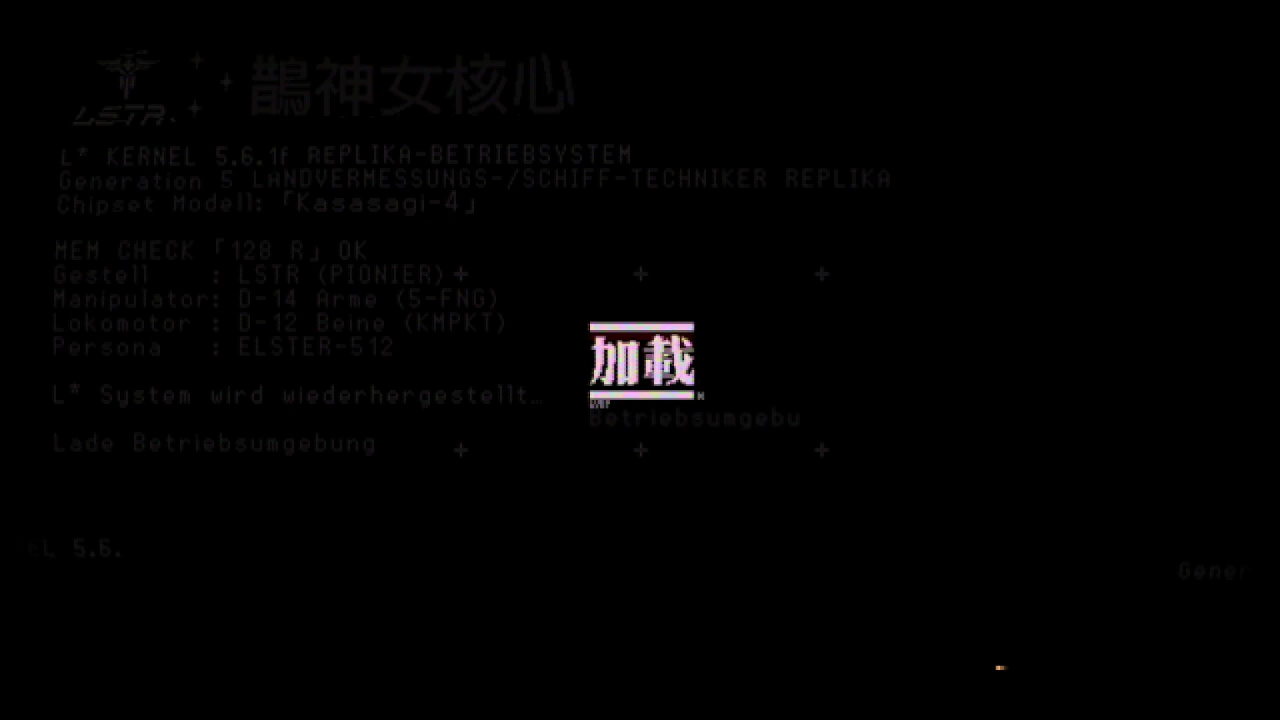 LSTR.
鵲神女核心
L* KERNEL 5.6.1f REPLIKA-BETRIEBSYSTEM
Generation 5 LANDVERMESSUNGS-/SCHIFF-TECHNIKER REPLIKA
Chipset Modell:「Kasasagi-4」
MEM CHECK「128 R」OK
Gestell : LSTR (PIONIER)
Manipulator: D-14 Arme (5-FNG)
Lokomotor : D-12 Beine (KMPKT)
Persona : ELSTER-512
加載
L* System wird wiederhergestellt…
Betriebsumgebu
Lade Betriebsumgebung
EL 5.6.
Gener